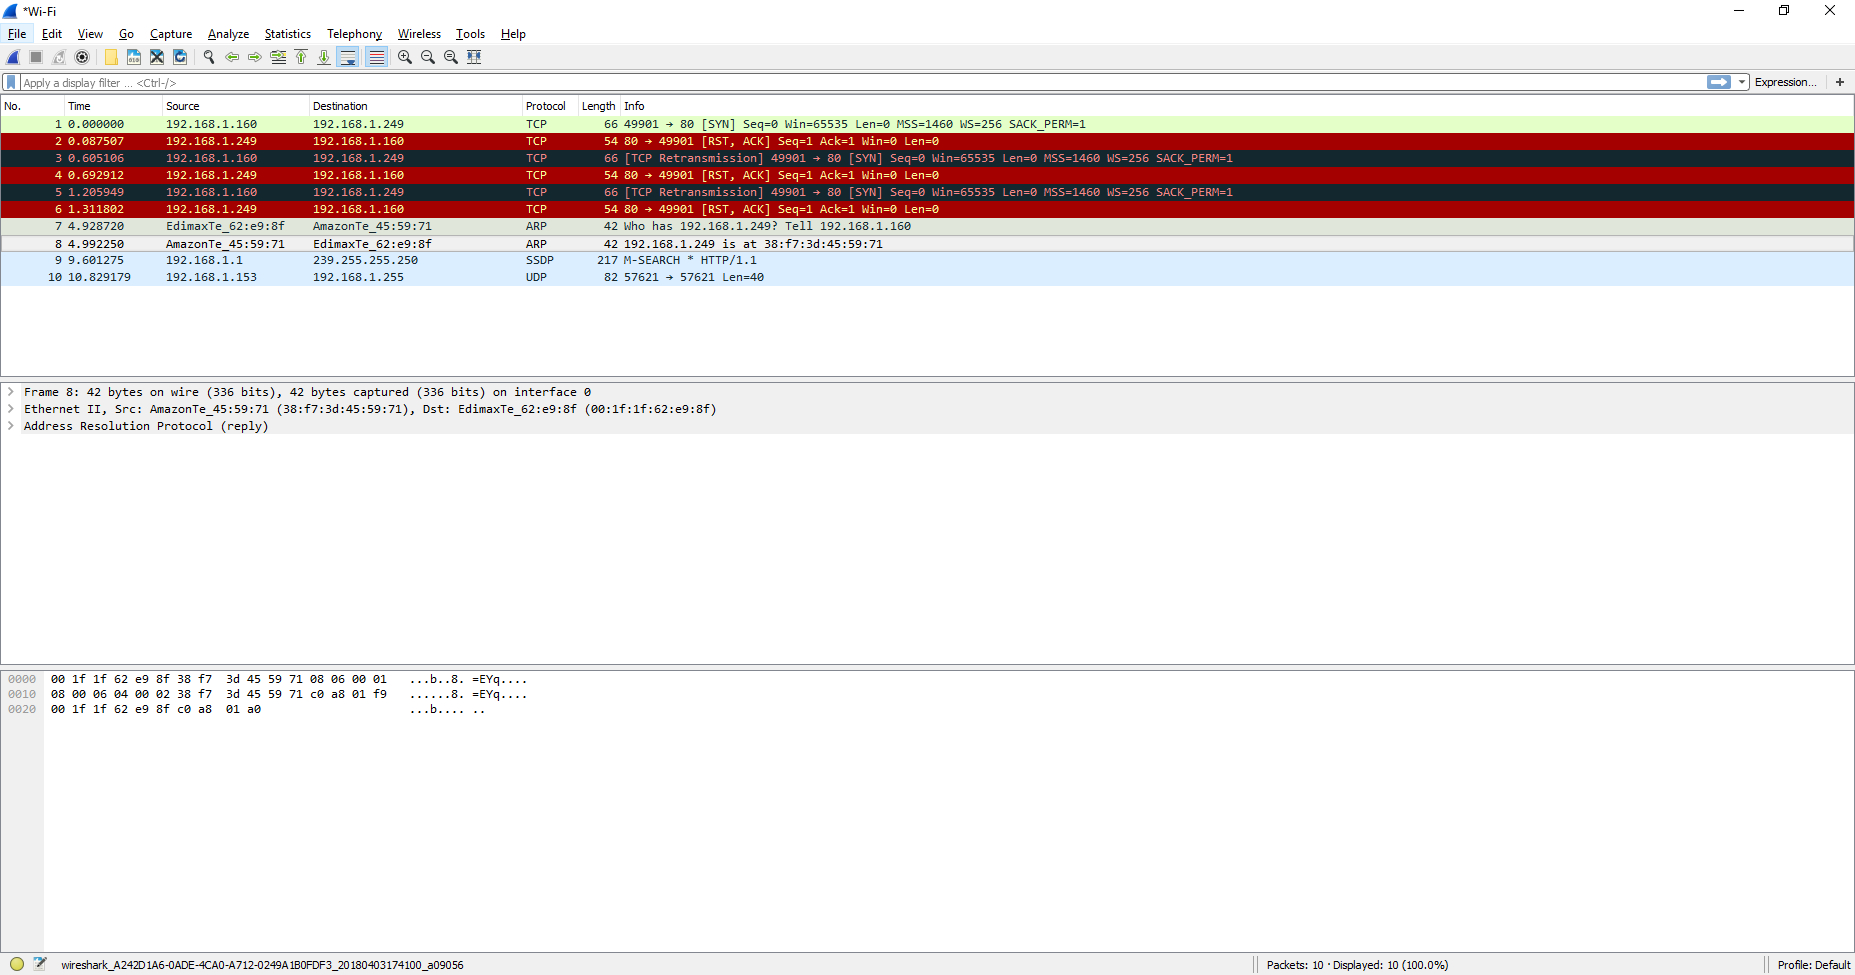 *Wi-Fi
File Edit View Go Capture Analyze Statistics Telephony Wireless Tools Help
Apply a display filter ... <Ctrl-/> Expression... +
No. Time Source Destination Protocol Length Info
1 0.000000 192.168.1.160 192.168.1.249 TCP 66 49901 → 80 [SYN] Seq=0 Win=65535 Len=0 MSS=1460 WS=256 SACK_PERM=1
2 0.087507 192.168.1.249 192.168.1.160 TCP 54 80 → 49901 [RST, ACK] Seq=1 Ack=1 Win=0 Len=0
3 0.605106 192.168.1.160 192.168.1.249 TCP 66 [TCP Retransmission] 49901 → 80 [SYN] Seq=0 Win=65535 Len=0 MSS=1460 WS=256 SACK_PERM=1
4 0.692912 192.168.1.249 192.168.1.160 TCP 54 80 → 49901 [RST, ACK] Seq=1 Ack=1 Win=0 Len=0
5 1.205949 192.168.1.160 192.168.1.249 TCP 66 [TCP Retransmission] 49901 → 80 [SYN] Seq=0 Win=65535 Len=0 MSS=1460 WS=256 SACK_PERM=1
6 1.311802 192.168.1.249 192.168.1.160 TCP 54 80 → 49901 [RST, ACK] Seq=1 Ack=1 Win=0 Len=0
7 4.928720 EdimaxTe_62:e9:8f AmazonTe_45:59:71 ARP 42 Who has 192.168.1.249? Tell 192.168.1.160
8 4.992250 AmazonTe_45:59:71 EdimaxTe_62:e9:8f ARP 42 192.168.1.249 is at 38:f7:3d:45:59:71
9 9.601275 192.168.1.1 239.255.255.250 SSDP 217 M-SEARCH * HTTP/1.1
10 10.829179 192.168.1.153 192.168.1.255 UDP 82 57621 → 57621 Len=40
Frame 8: 42 bytes on wire (336 bits), 42 bytes captured (336 bits) on interface 0
Ethernet II, Src: AmazonTe_45:59:71 (38:f7:3d:45:59:71), Dst: EdimaxTe_62:e9:8f (00:1f:1f:62:e9:8f)
Address Resolution Protocol (reply)
0000 00 1f 1f 62 e9 8f 38 f7 3d 45 59 71 08 06 00 01 ...b..8. =EYq....
0010 08 00 06 04 00 02 38 f7 3d 45 59 71 c0 a8 01 f9 ......8. =EYq....
0020 00 1f 1f 62 e9 8f c0 a8 01 a0 ...b.... ..
wireshark_A242D1A6-0ADE-4CA0-A712-0249A1B0FDF3_20180403174100_a09056 Packets: 10 · Displayed: 10 (100.0%) Profile: Default